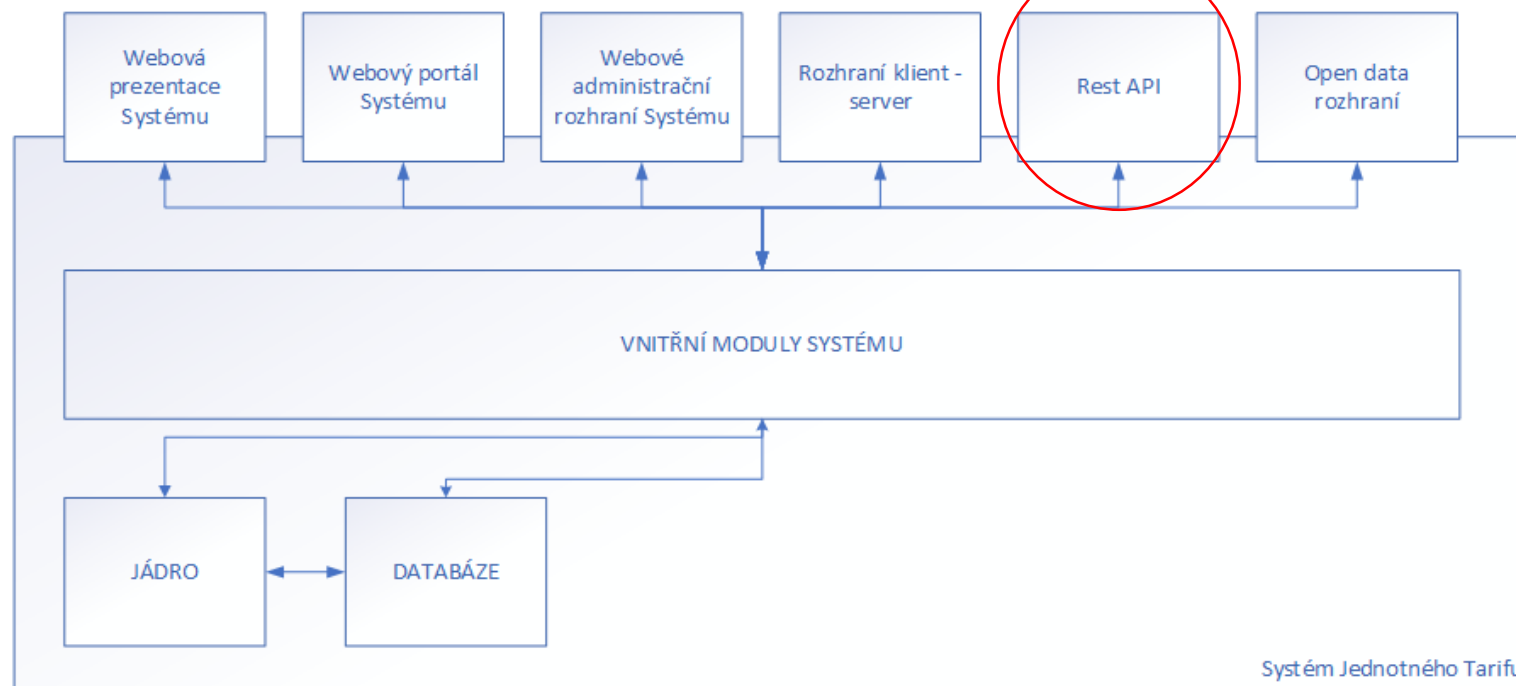 Webová
prezentace
Systému
Webový portál
Systému
Webové
administrační
rozhraní Systému
Rozhraní klient -
server
Rest API
Open data
rozhraní
VNITŘNÍ MODULY SYSTÉMU
JÁDRO
DATABÁZE
Systém Jednotného Tarifu